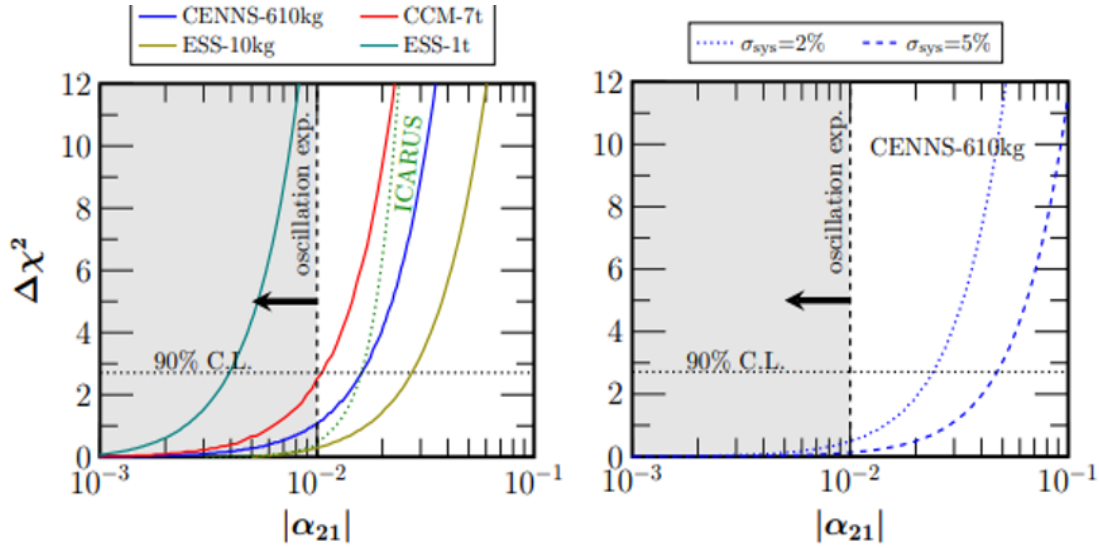 CENNS-610kg
CCM-7t
ESS-10kg
ESS-1t
Δχ²
12
10
8
6
4
2
0
oscillation exp.
ICARUS
90% C.L.
10⁻³
10⁻²
10⁻¹
|α₂₁|
σsys=2%
σsys=5%
12
10
8
6
4
2
0
oscillation exp.
CENNS-610kg
90% C.L.
10⁻³
10⁻²
10⁻¹
|α₂₁|